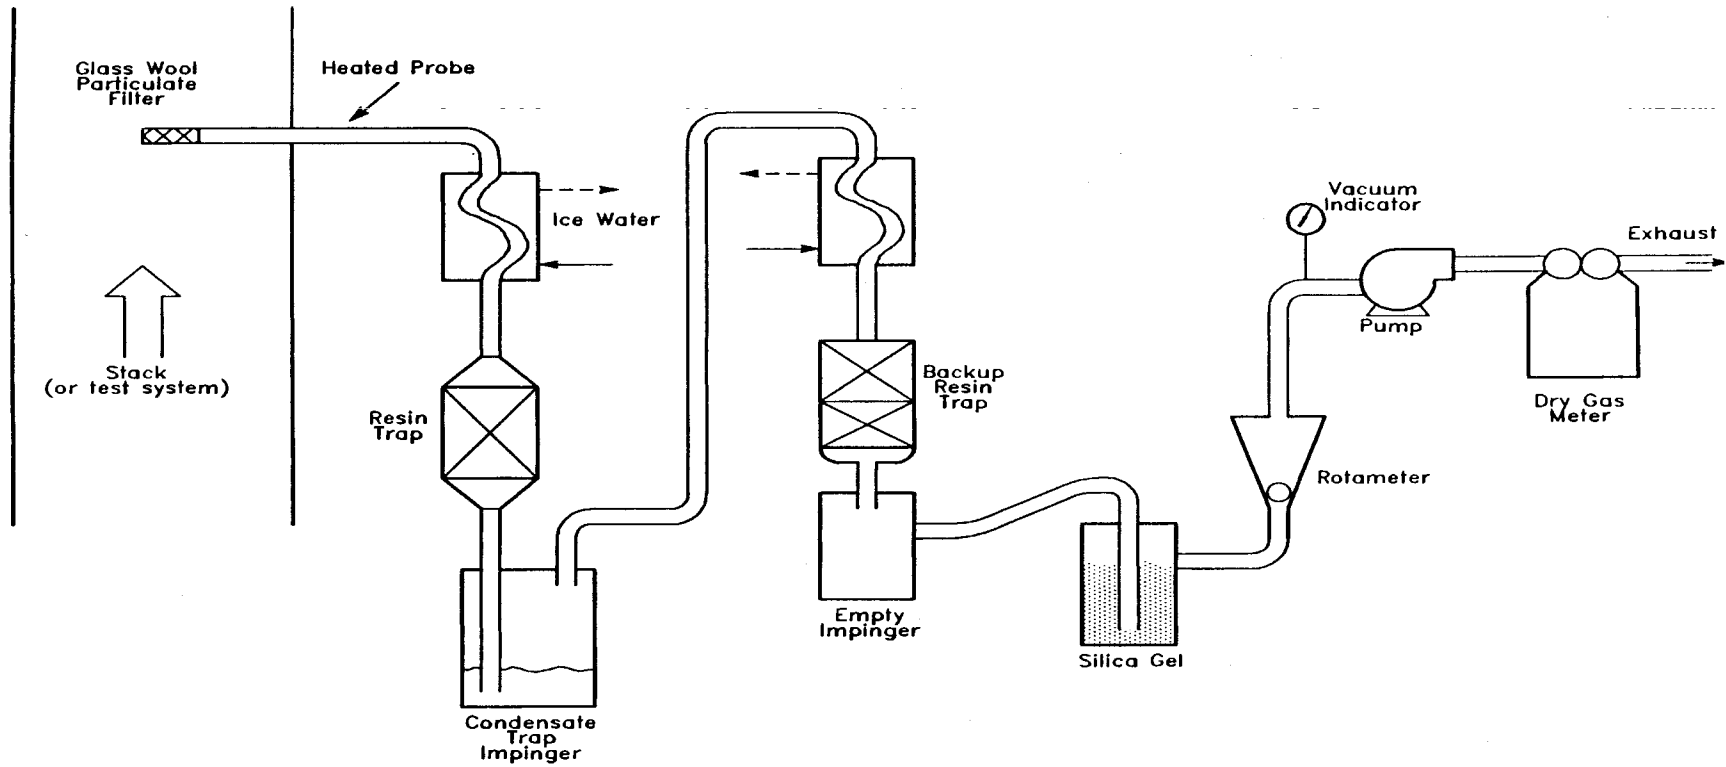 Glass Wool
Particulate
Filter
Heated Probe
Ice Water
Stack
(or test system)
Resin
Trap
Condensate
Trap
Impinger
Backup
Resin
Trap
Empty
Impinger
Silica Gel
Rotameter
Vacuum
Indicator
Pump
Exhaust
Dry Gas
Meter